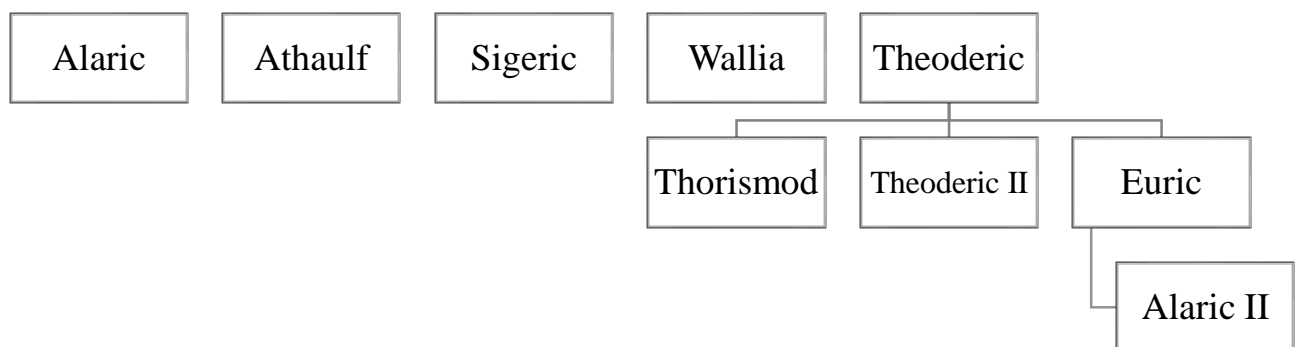 Alaric
Athaulf
Sigeric
Wallia
Theoderic
Thorismod
Theoderic II
Euric
Alaric II